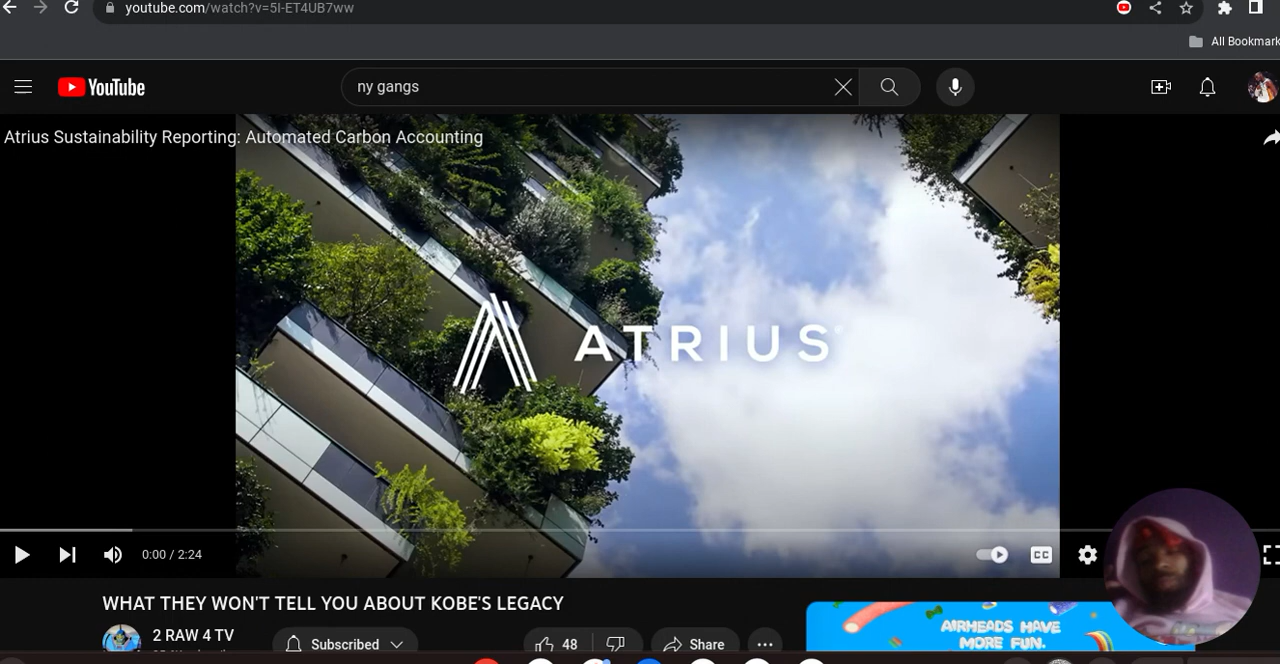 youtube.com/watch?v=5I-ET4UB7ww
All Bookmark
YouTube
ny gangs
Atrius Sustainability Reporting: Automated Carbon Accounting
ATRIUS
0:00 / 2:24
CC
WHAT THEY WON'T TELL YOU ABOUT KOBE'S LEGACY
2 RAW 4 TV
Subscribed
48
Share
AIRHEADS HAVE
MORE FUN.